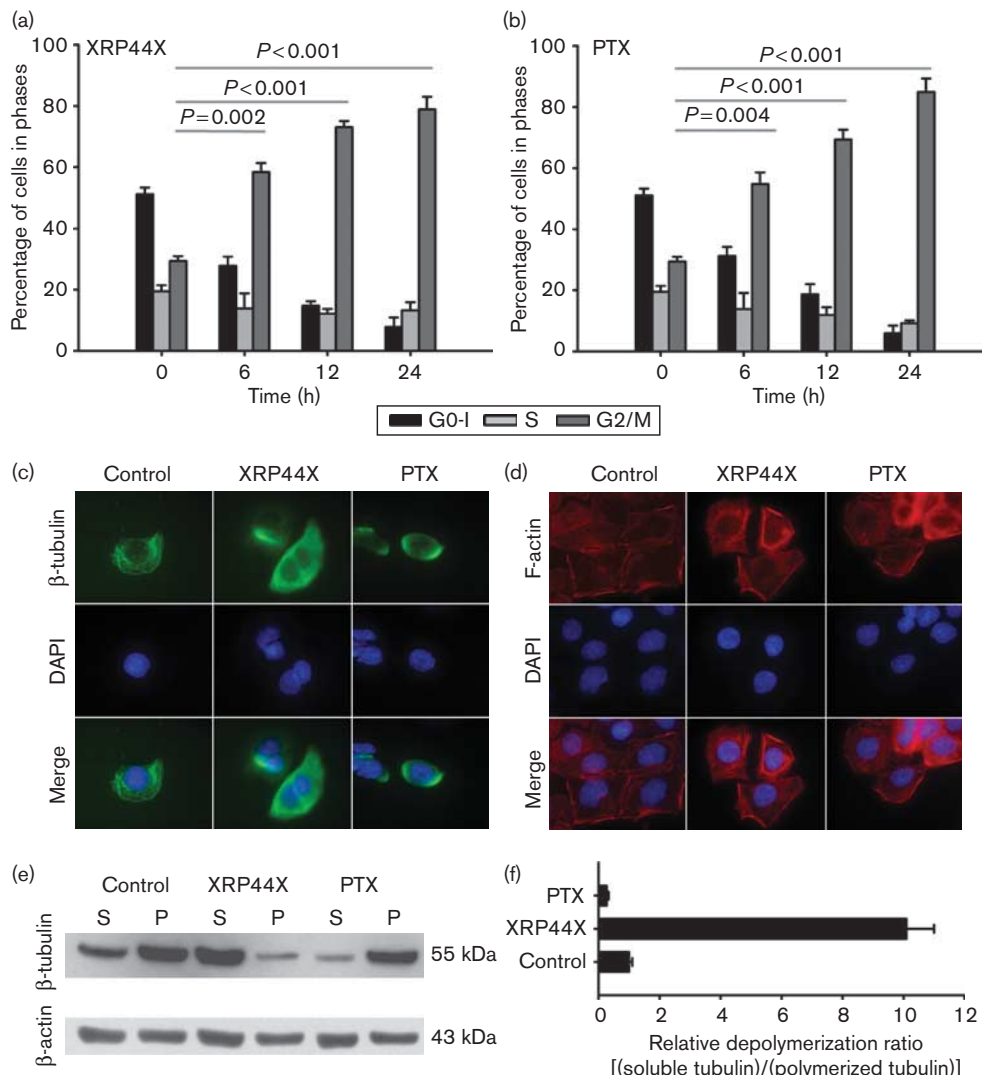 (a)
XRP44X
100
80
60
40
20
0
Percentage of cells in phases
P<0.001
P<0.001
P=0.002
0 6 12 24
Time (h)
(b)
PTX
100
80
60
40
20
0
Percentage of cells in phases
P<0.001
P<0.001
P=0.004
0 6 12 24
Time (h)
G0-I S G2/M
(c)
Control XRP44X PTX
β-tubulin
DAPI
Merge
(d)
Control XRP44X PTX
F-actin
DAPI
Merge
(e)
Control XRP44X PTX
S P S P S P
β-tubulin
55 kDa
β-actin
43 kDa
(f)
PTX
XRP44X
Control
0 2 4 6 8 10 12
Relative depolymerization ratio
[(soluble tubulin)/(polymerized tubulin)]